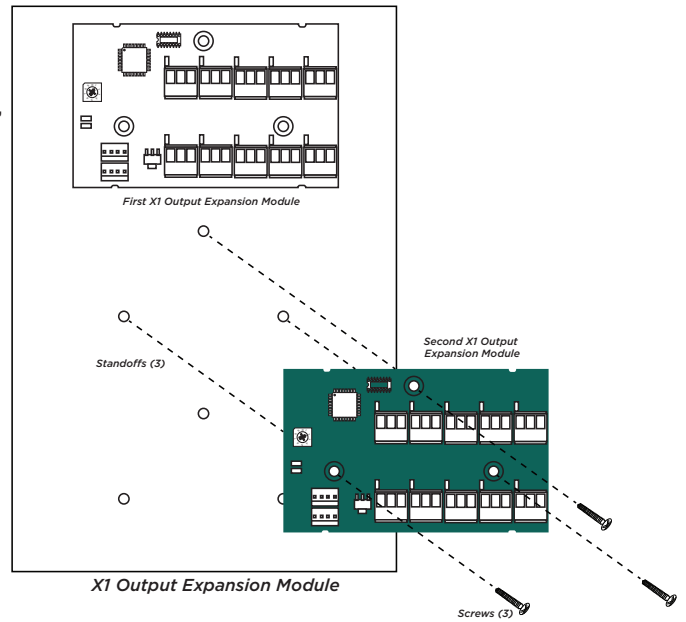 First X1 Output Expansion Module
Second X1 Output
Expansion Module
Standoffs (3)
X1 Output Expansion Module
Screws (3)